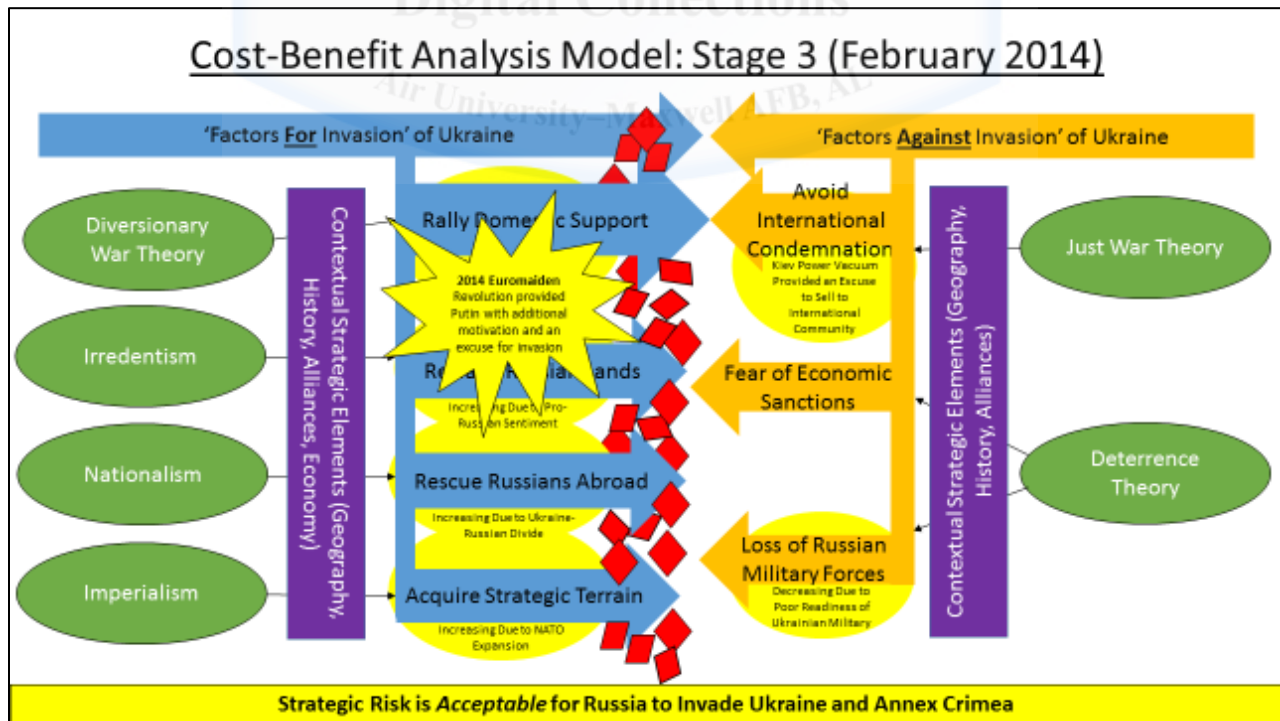 Digital Collections
Cost-Benefit Analysis Model: Stage 3 (February 2014)
Air University–Maxwell AFB, AL
'Factors For Invasion' of Ukraine
'Factors Against Invasion' of Ukraine
Diversionary
War Theory
Irredentism
Nationalism
Imperialism
Contextual Strategic Elements (Geography,
History, Alliances, Economy)
Rally Domestic Support
2014 Euromaiden
Revolution provided
Putin with additional
motivation and an
excuse for invasion
Lands
Increasing Due to Pro-
Russian Sentiment
Rescue Russians Abroad
Increasing Due to Ukraine-
Russian Divide
Acquire Strategic Terrain
Increasing Due to NATO
Expansion
Avoid
International
Condemnation
Kiev Power Vacuum
Provided an Excuse
to Sell to
International
Community
Fear of Economic
Sanctions
Loss of Russian
Military Forces
Decreasing Due to
Poor Readiness of
Ukrainian Military
Contextual Strategic Elements (Geography,
History, Alliances)
Just War Theory
Deterrence
Theory
Strategic Risk is Acceptable for Russia to Invade Ukraine and Annex Crimea